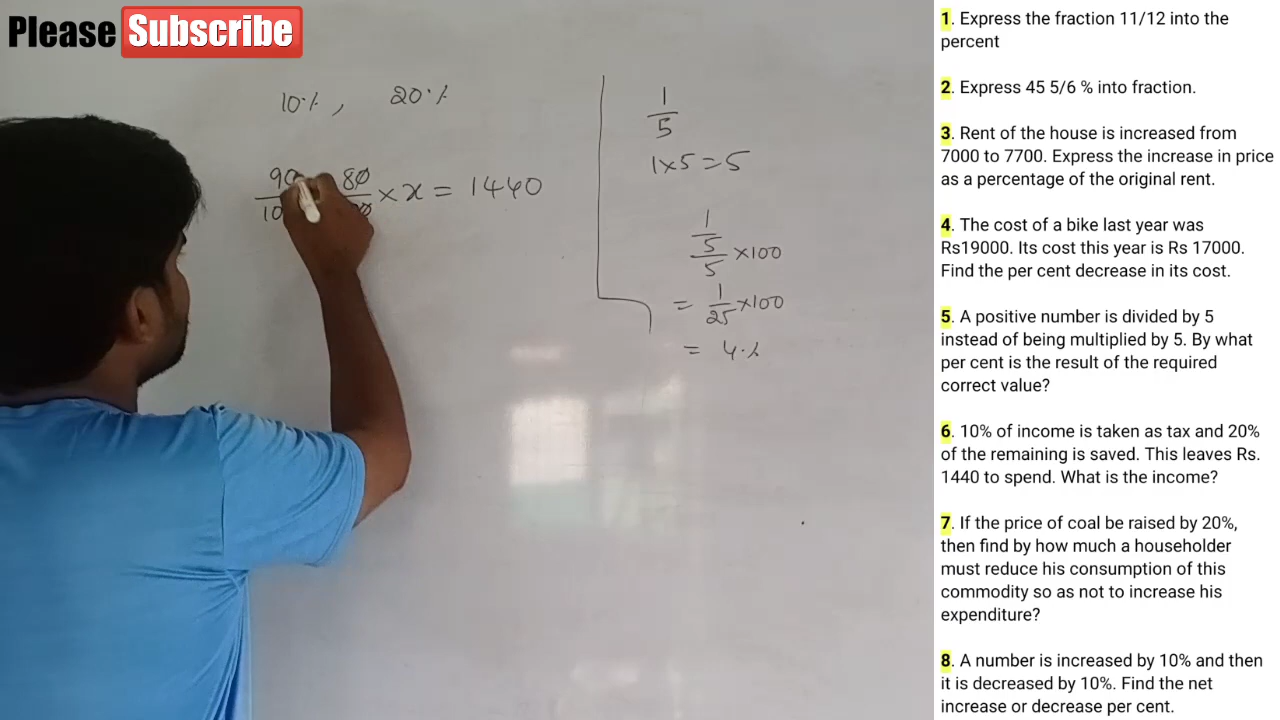 Please Subscribe
10%, 20%
90 80
10 × x = 1440
1
5
1×5=5
1
5
5 ×100
= 1
25 ×100
= 4%
1. Express the fraction 11/12 into the
percent
2. Express 45 5/6 % into fraction.
3. Rent of the house is increased from
7000 to 7700. Express the increase in price
as a percentage of the original rent.
4. The cost of a bike last year was
Rs19000. Its cost this year is Rs 17000.
Find the per cent decrease in its cost.
5. A positive number is divided by 5
instead of being multiplied by 5. By what
per cent is the result of the required
correct value?
6. 10% of income is taken as tax and 20%
of the remaining is saved. This leaves Rs.
1440 to spend. What is the income?
7. If the price of coal be raised by 20%,
then find by how much a householder
must reduce his consumption of this
commodity so as not to increase his
expenditure?
8. A number is increased by 10% and then
it is decreased by 10%. Find the net
increase or decrease per cent.